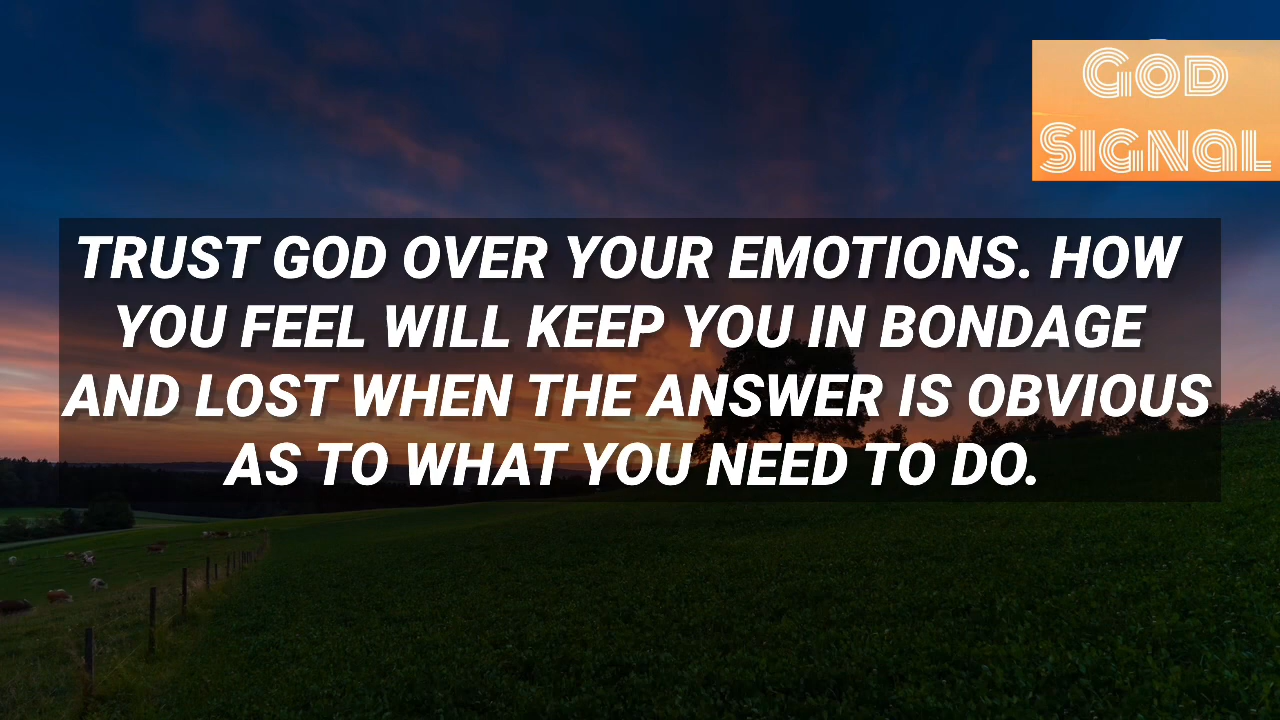 God
Signal
TRUST GOD OVER YOUR EMOTIONS. HOW
YOU FEEL WILL KEEP YOU IN BONDAGE
AND LOST WHEN THE ANSWER IS OBVIOUS
AS TO WHAT YOU NEED TO DO.